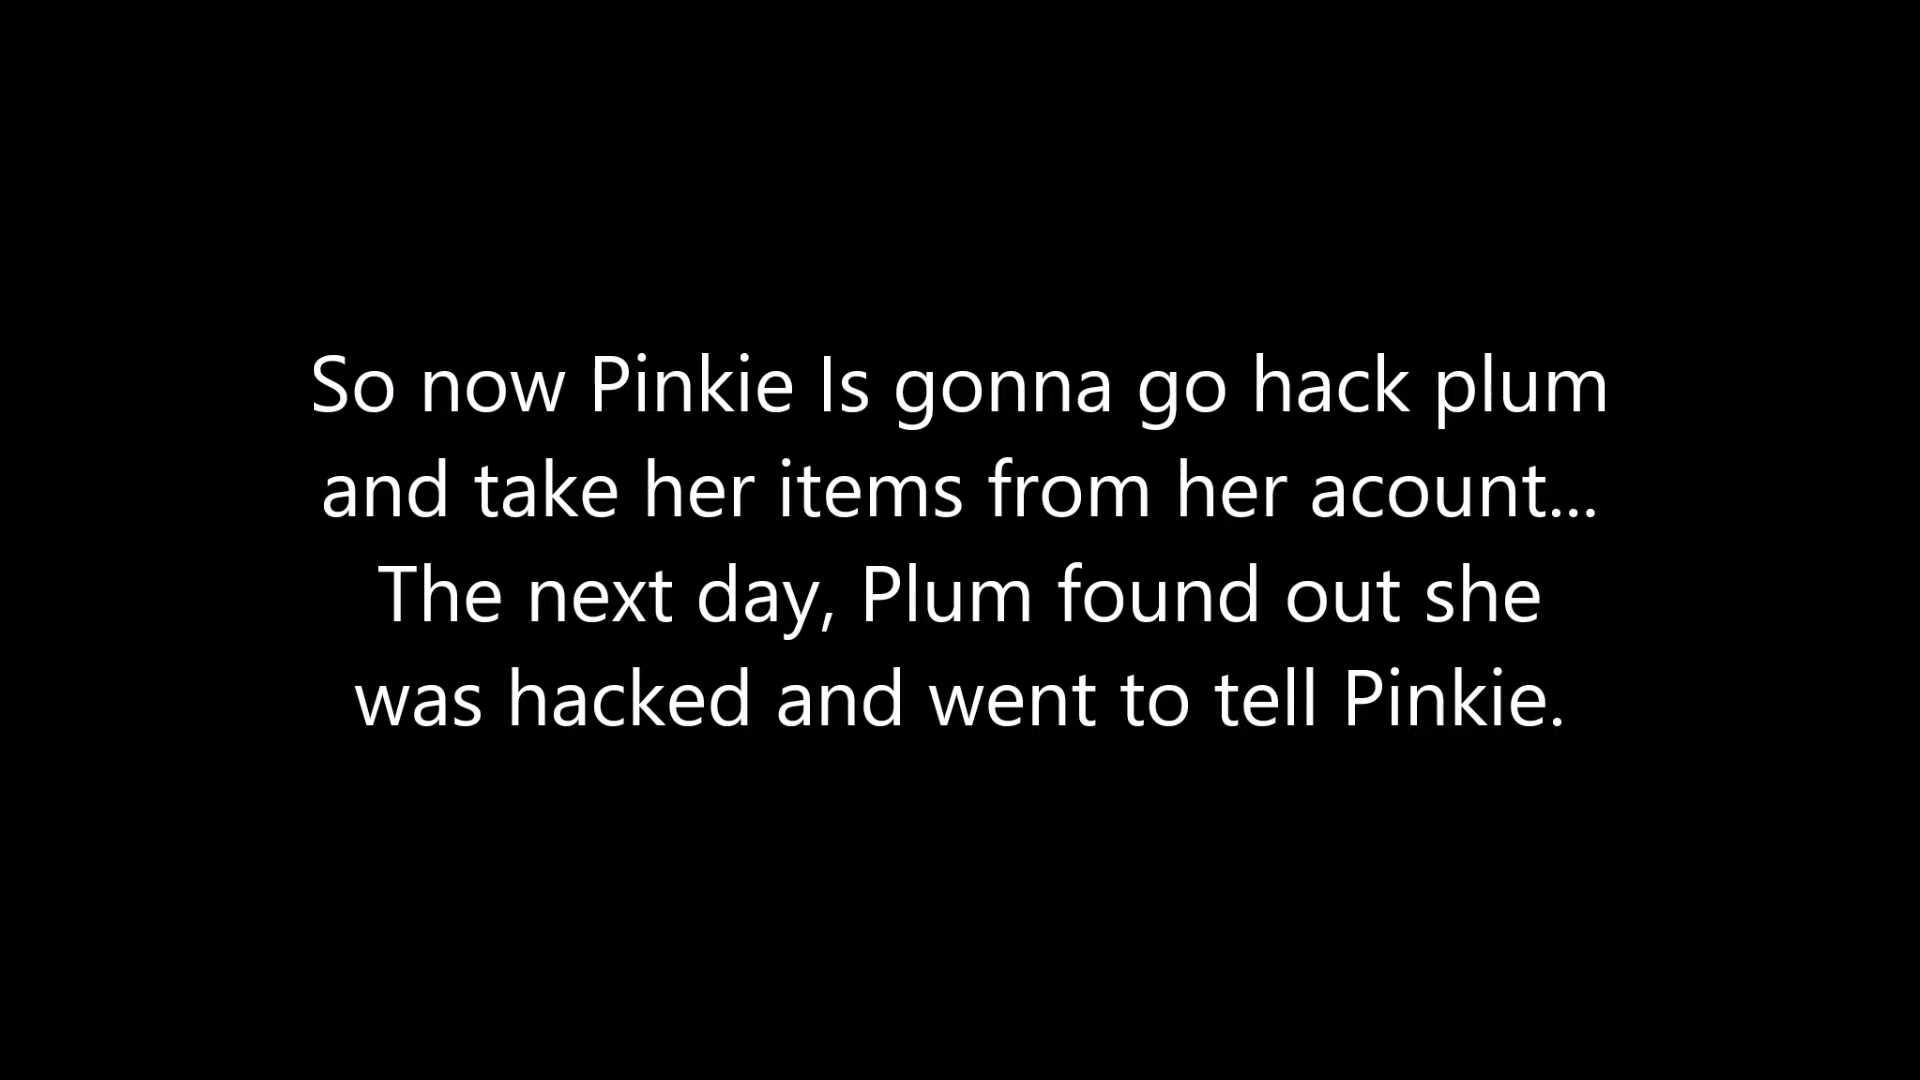 So now Pinkie Is gonna go hack plum
and take her items from her acount...
The next day, Plum found out she
was hacked and went to tell Pinkie.